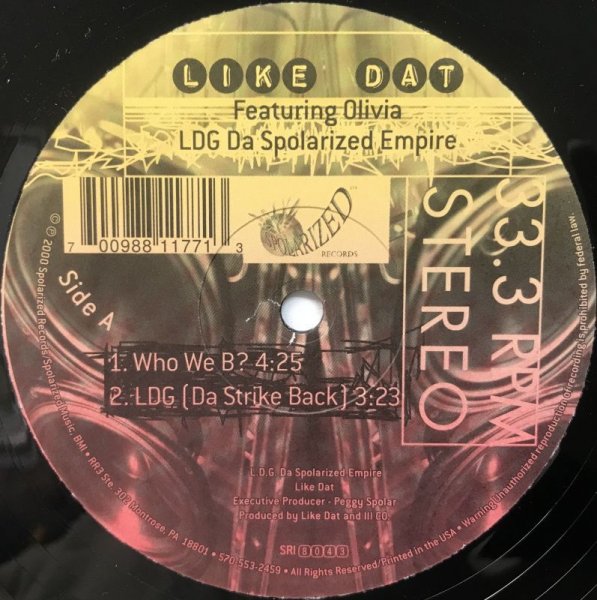 LIKE DAT
Featuring Olivia
LDG Da Spolarized Empire
7 00988 11771 3
SPOLARIZED
RECORDS
33.3 RPM
STEREO
Side A
1. Who We B? 4:25
2. LDG (Da Strike Back) 3:23
L.D.G. Da Spolarized Empire
Like Dat
Executive Producer - Peggy Spolar
Produced by Like Dat and Ill CO.
SRI 8043
© ℗ 2000 Spolarized Records/Spolarized Music, BMI • RR3 Ste. 302 Montrose, PA 18801 • 570-553-2459 • All Rights Reserved/Printed in the USA • Warning: Unauthorized reproduction of recording is prohibited by federal law.